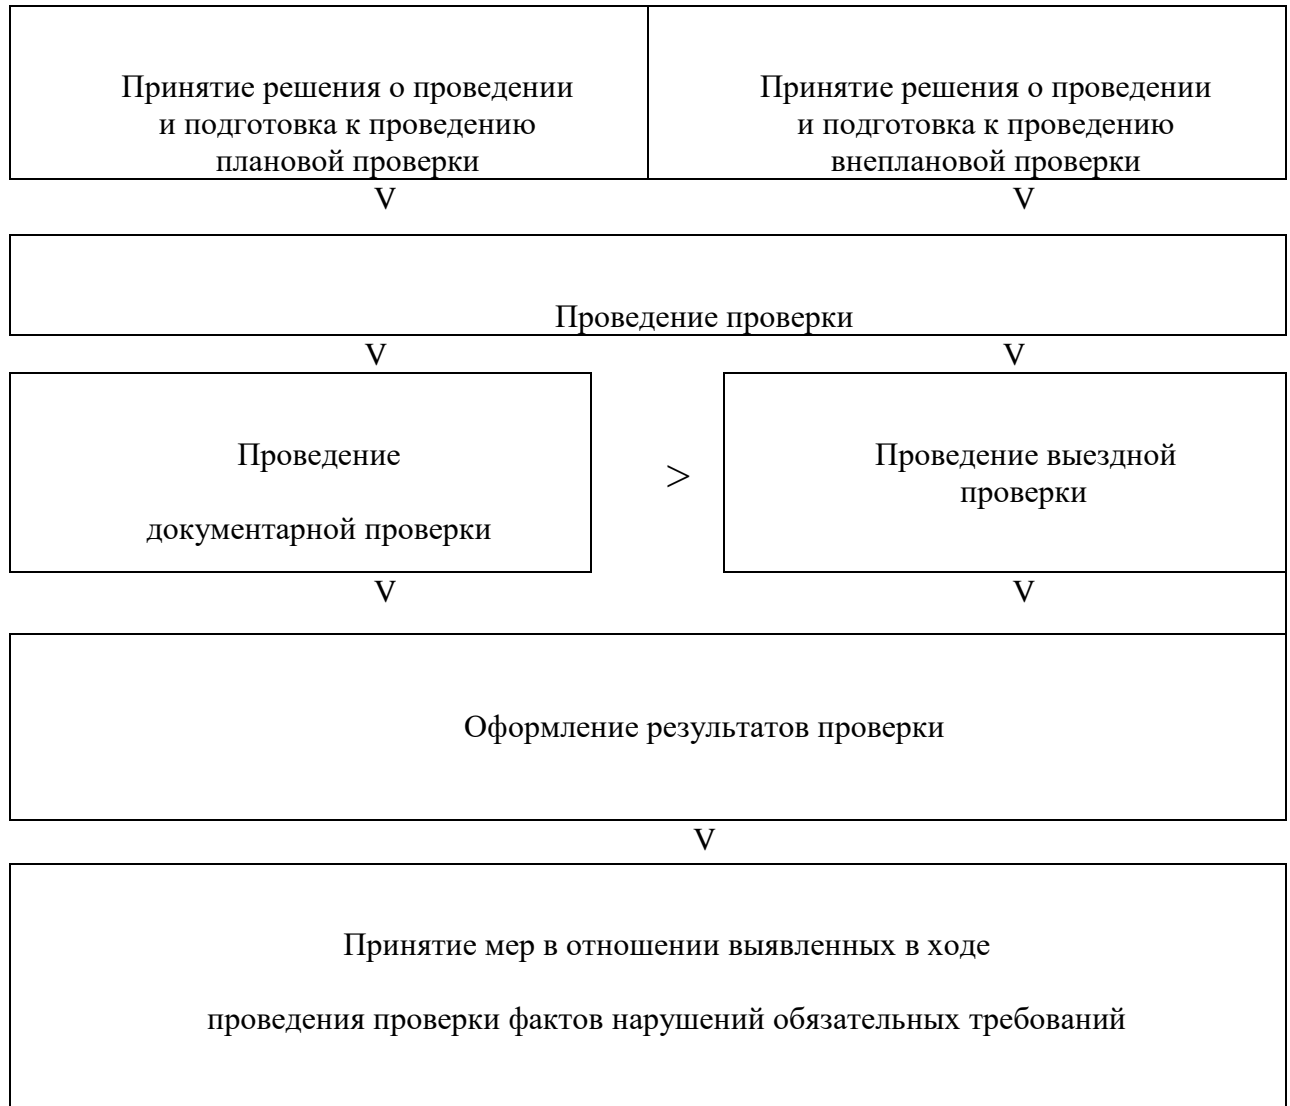 Принятие решения о проведении
и подготовка к проведению
плановой проверки
Принятие решения о проведении
и подготовка к проведению
внеплановой проверки
V
V
Проведение проверки
V
V
Проведение
документарной проверки
>
Проведение выездной
проверки
V
V
Оформление результатов проверки
V
Принятие мер в отношении выявленных в ходе
проведения проверки фактов нарушений обязательных требований